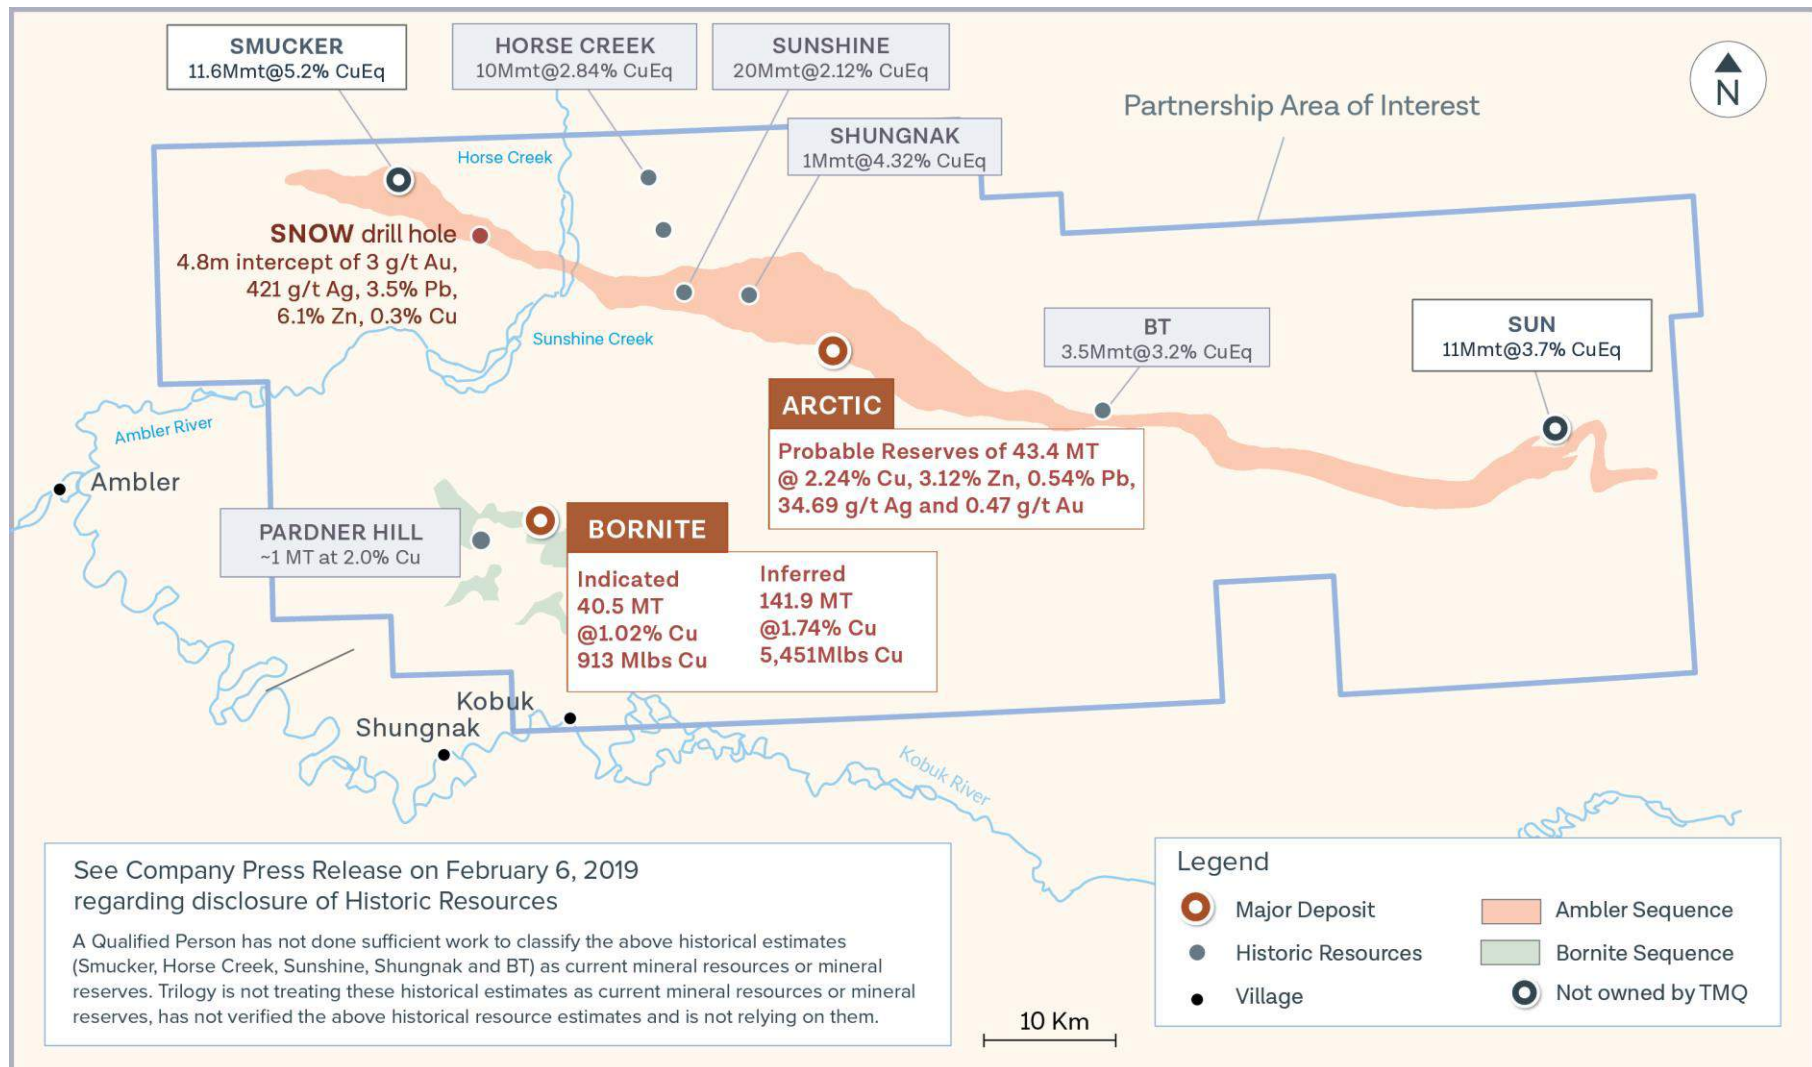 SMUCKER
11.6Mmt@5.2% CuEq
HORSE CREEK
10Mmt@2.84% CuEq
SUNSHINE
20Mmt@2.12% CuEq
SHUNGNAK
1Mmt@4.32% CuEq
Partnership Area of Interest
N
Horse Creek
SNOW drill hole
4.8m intercept of 3 g/t Au,
421 g/t Ag, 3.5% Pb,
6.1% Zn, 0.3% Cu
Sunshine Creek
BT
3.5Mmt@3.2% CuEq
SUN
11Mmt@3.7% CuEq
ARCTIC
Probable Reserves of 43.4 MT
@ 2.24% Cu, 3.12% Zn, 0.54% Pb,
34.69 g/t Ag and 0.47 g/t Au
Ambler River
Ambler
PARDNER HILL
~1 MT at 2.0% Cu
BORNITE
Indicated
40.5 MT
@1.02% Cu
913 Mlbs Cu
Inferred
141.9 MT
@1.74% Cu
5,451Mlbs Cu
Kobuk
Shungnak
Kobuk River
See Company Press Release on February 6, 2019
regarding disclosure of Historic Resources
A Qualified Person has not done sufficient work to classify the above historical estimates
(Smucker, Horse Creek, Sunshine, Shungnak and BT) as current mineral resources or mineral
reserves. Trilogy is not treating these historical estimates as current mineral resources or mineral
reserves, has not verified the above historical resource estimates and is not relying on them.
10 Km
Legend
Major Deposit
Historic Resources
Village
Ambler Sequence
Bornite Sequence
Not owned by TMQ